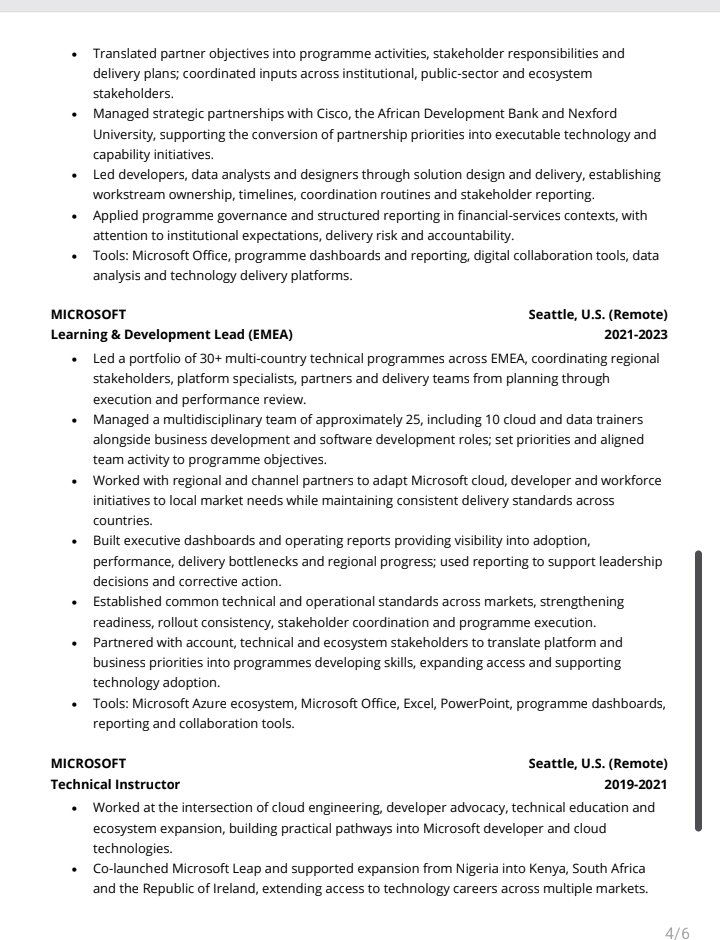 • Translated partner objectives into programme activities, stakeholder responsibilities and
delivery plans; coordinated inputs across institutional, public-sector and ecosystem
stakeholders.
• Managed strategic partnerships with Cisco, the African Development Bank and Nexford
University, supporting the conversion of partnership priorities into executable technology and
capability initiatives.
• Led developers, data analysts and designers through solution design and delivery, establishing
workstream ownership, timelines, coordination routines and stakeholder reporting.
• Applied programme governance and structured reporting in financial-services contexts, with
attention to institutional expectations, delivery risk and accountability.
• Tools: Microsoft Office, programme dashboards and reporting, digital collaboration tools, data
analysis and technology delivery platforms.
MICROSOFT Seattle, U.S. (Remote)
Learning & Development Lead (EMEA) 2021-2023
• Led a portfolio of 30+ multi-country technical programmes across EMEA, coordinating regional
stakeholders, platform specialists, partners and delivery teams from planning through
execution and performance review.
• Managed a multidisciplinary team of approximately 25, including 10 cloud and data trainers
alongside business development and software development roles; set priorities and aligned
team activity to programme objectives.
• Worked with regional and channel partners to adapt Microsoft cloud, developer and workforce
initiatives to local market needs while maintaining consistent delivery standards across
countries.
• Built executive dashboards and operating reports providing visibility into adoption,
performance, delivery bottlenecks and regional progress; used reporting to support leadership
decisions and corrective action.
• Established common technical and operational standards across markets, strengthening
readiness, rollout consistency, stakeholder coordination and programme execution.
• Partnered with account, technical and ecosystem stakeholders to translate platform and
business priorities into programmes developing skills, expanding access and supporting
technology adoption.
• Tools: Microsoft Azure ecosystem, Microsoft Office, Excel, PowerPoint, programme dashboards,
reporting and collaboration tools.
MICROSOFT Seattle, U.S. (Remote)
Technical Instructor 2019-2021
• Worked at the intersection of cloud engineering, developer advocacy, technical education and
ecosystem expansion, building practical pathways into Microsoft developer and cloud
technologies.
• Co-launched Microsoft Leap and supported expansion from Nigeria into Kenya, South Africa
and the Republic of Ireland, extending access to technology careers across multiple markets.
4/6